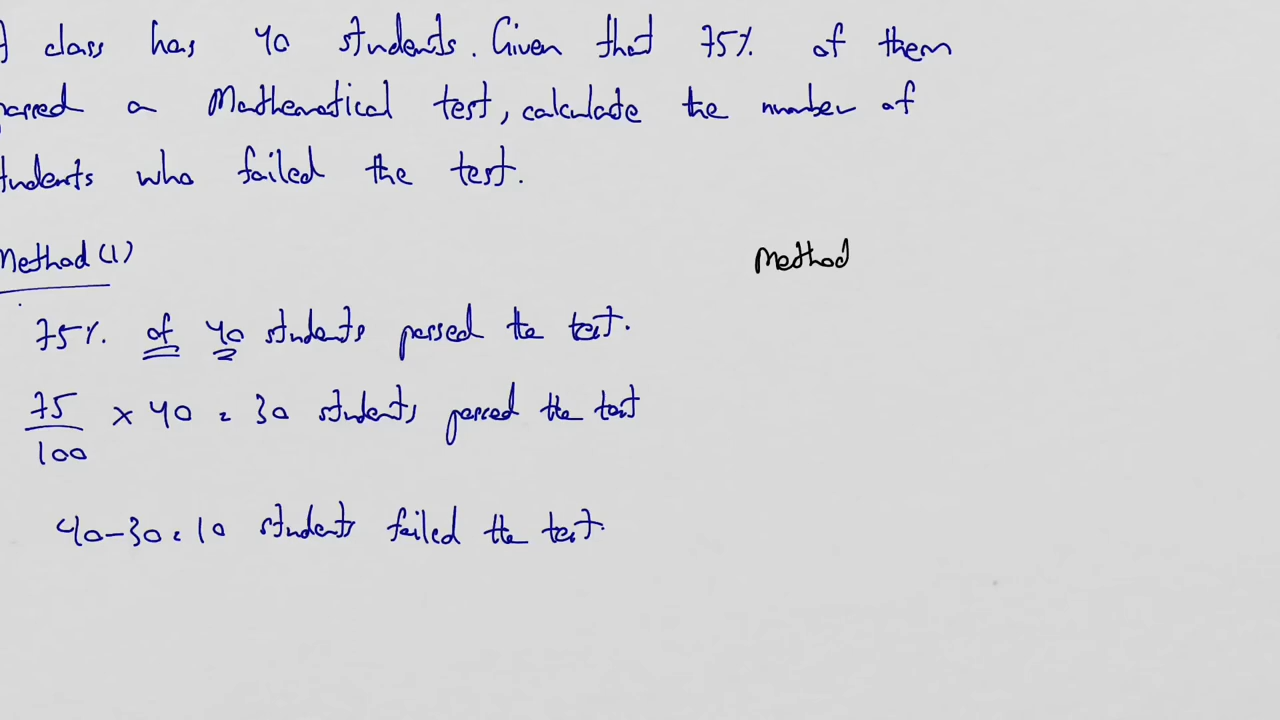 A class has 40 students. Given that 75% of them
passed a Mathematical test, calculate the number of
students who failed the test.
Method (1)
Method
75% of 40 students passed the test.
75/100 × 40 = 30 students passed the test
40-30=10 students failed the test.